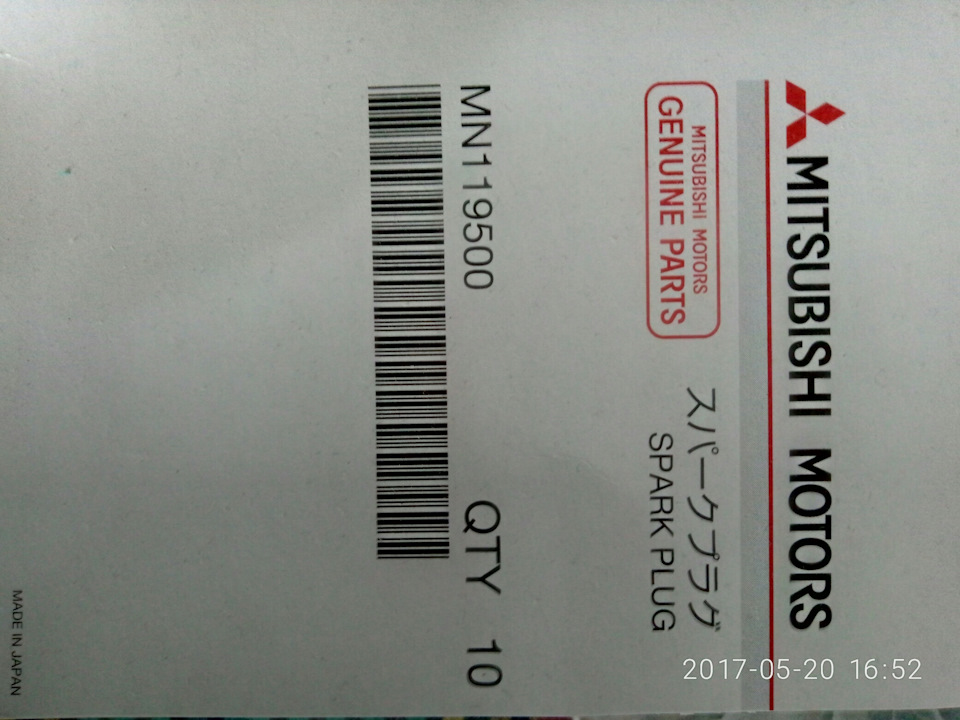 MITSUBISHI MOTORS
MITSUBISHI MOTORS
GENUINE PARTS
スパークプラグ
SPARK PLUG
MN119500 QTY 10
MADE IN JAPAN
2017-05-20 16:52